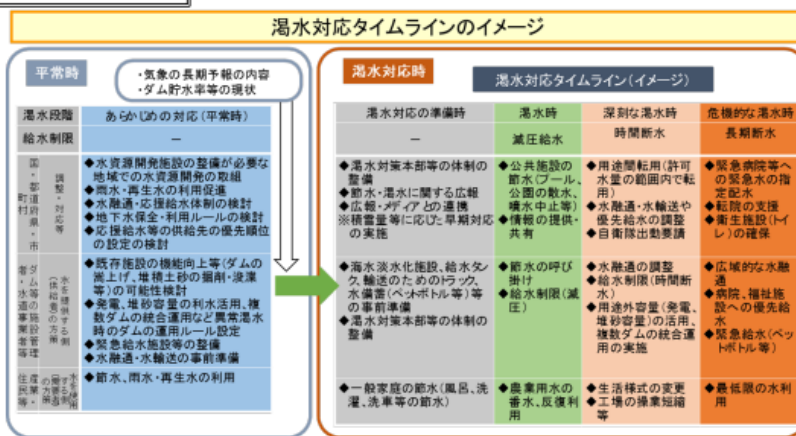 渇水対応タイムラインのイメージ
平常時
・気象の長期予報の内容
・ダム貯水率等の現状
渇水段階
あらかじめの対応(平常時)
給水制限
―
国・都道府県・市町村
調整・対応等
◆水資源開発施設の整備が必要な
地域での水資源開発の取組
◆雨水・再生水の利用促進
◆水融通・応援給水体制の検討
◆地下水保全・利用ルールの検討
◆応援給水等の供給先の優先順位
の設定の検討
ダム等の施設管理者・水道事業者等
水を提供する側(供給者)の方策
◆既存施設の機能向上等(ダムの
嵩上げ、堆積土砂の掘削・浚渫
等)の可能性検討
◆発電、堆砂容量の利水活用、複
数ダムの統合運用など異常渇水
時のダムの運用ルール設定
◆緊急給水施設等の整備
◆水融通・水輸送の事前準備
産業・住民等
水を使用する側(需要者)の方策
◆節水、雨水・再生水の利用
渇水対応時
渇水対応タイムライン(イメージ)
渇水対応の準備時
渇水時
深刻な渇水時
危機的な渇水時
―
減圧給水
時間断水
長期断水
◆渇水対策本部等の体制の
整備
◆節水・渇水に関する広報
◆広報・メディアとの連携
※積雪量等に応じた早期対応
の実施
◆公共施設の
節水(プール、
公園の散水、
噴水中止等)
◆情報の提供・
共有
◆用途間転用(許可
水量の範囲内で転
用)
◆水融通・水輸送や
優先給水の調整
◆自衛隊出動要請
◆緊急病院等へ
の緊急水の指
定配水
◆転院の支援
◆衛生施設(トイ
レ)の確保
◆海水淡水化施設、給水タン
ク、輸送のためのトラック、
水備蓄(ペットボトル等)等
の事前準備
◆渇水対策本部等の体制の
整備
◆節水の呼び
掛け
◆給水制限(減
圧)
◆水融通の調整
◆給水制限(時間断
水)
◆用途外容量(発電、
堆砂容量)の活用、
複数ダムの統合運
用の実施
◆広域的な水融
通
◆病院、福祉施
設への優先給
水
◆緊急給水(ペッ
トボトル等)
◆一般家庭の節水(風呂、洗
濯、洗車等の節水)
◆農業用水の
番水、反復利
用
◆生活様式の変更
◆工場の操業短縮
等
◆最低限の水利
用